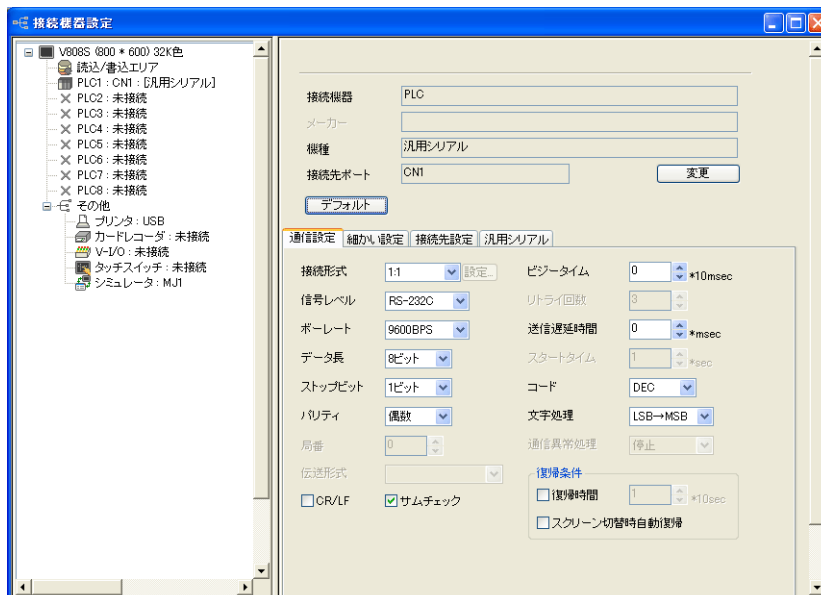 接続機器設定
V808S (800 * 600) 32K色
読込/書込エリア
PLC1 : CN1 : [汎用シリアル]
PLC2 : 未接続
PLC3 : 未接続
PLC4 : 未接続
PLC5 : 未接続
PLC6 : 未接続
PLC7 : 未接続
PLC8 : 未接続
その他
プリンタ : USB
カードレコーダ : 未接続
V-I/O : 未接続
タッチスイッチ : 未接続
シミュレータ : MJ1
接続機器 PLC
メーカー
機種 汎用シリアル
接続先ポート CN1 変更
デフォルト
通信設定 細かい設定 接続先設定 汎用シリアル
接続形式 1:1 設定... ビジータイム 0 *10msec
信号レベル RS-232C リトライ回数 3
ボーレート 9600BPS 送信遅延時間 0 *msec
データ長 8ビット スタートタイム 1 *sec
ストップビット 1ビット コード DEC
パリティ 偶数 文字処理 LSB→MSB
局番 0 通信異常処理 停止
伝送形式 復帰条件
復帰時間 1 *10sec
CR/LF サムチェック
スクリーン切替時自動復帰